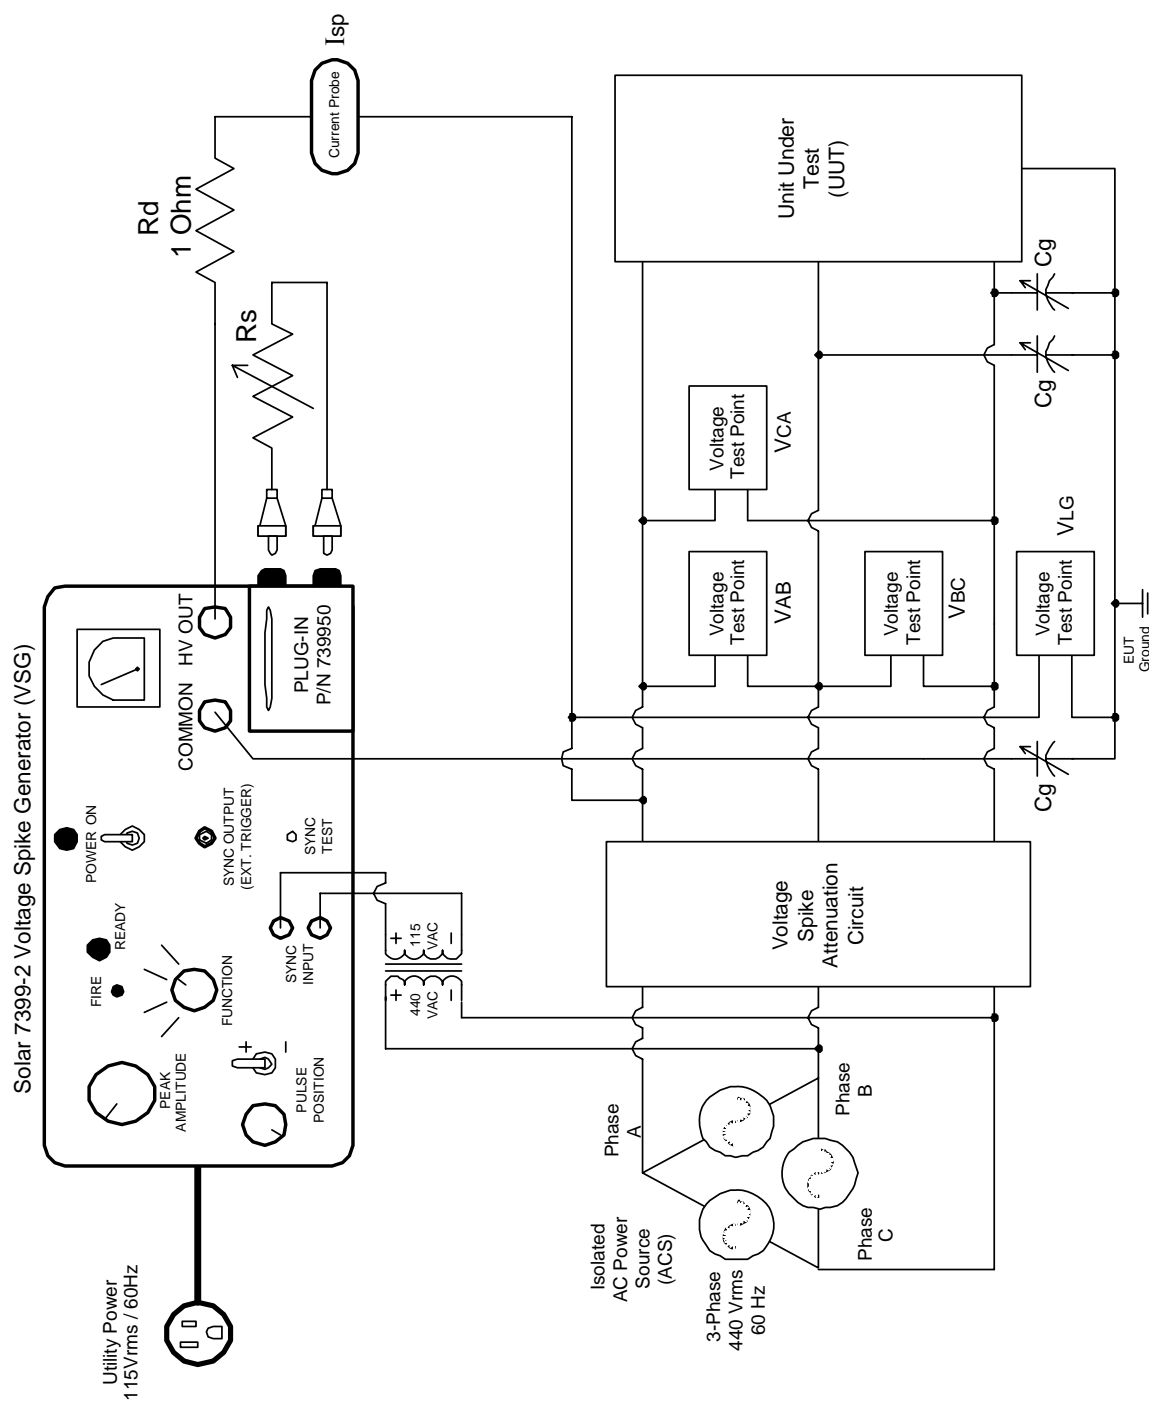 Solar 7399-2 Voltage Spike Generator (VSG)
Utility Power
115Vrms / 60Hz
PEAK
AMPLITUDE
PULSE
POSITION
+
-
FIRE
READY
FUNCTION
SYNC
INPUT
POWER ON
SYNC OUTPUT
(EXT. TRIGGER)
SYNC
TEST
COMMON
HV OUT
PLUG-IN
P/N 739950
Rd
1 Ohm
Rs
Current Probe
Isp
+
440
VAC
-
+
115
VAC
-
Isolated
AC Power
Source
(ACS)
3-Phase
440 Vrms
60 Hz
Phase
A
Phase
B
Phase
C
Voltage
Spike
Attenuation
Circuit
Voltage
Test Point
VAB
Voltage
Test Point
VCA
Voltage
Test Point
VBC
Voltage
Test Point
VLG
Cg
Cg
Cg
EUT
Ground
Unit Under
Test
(UUT)